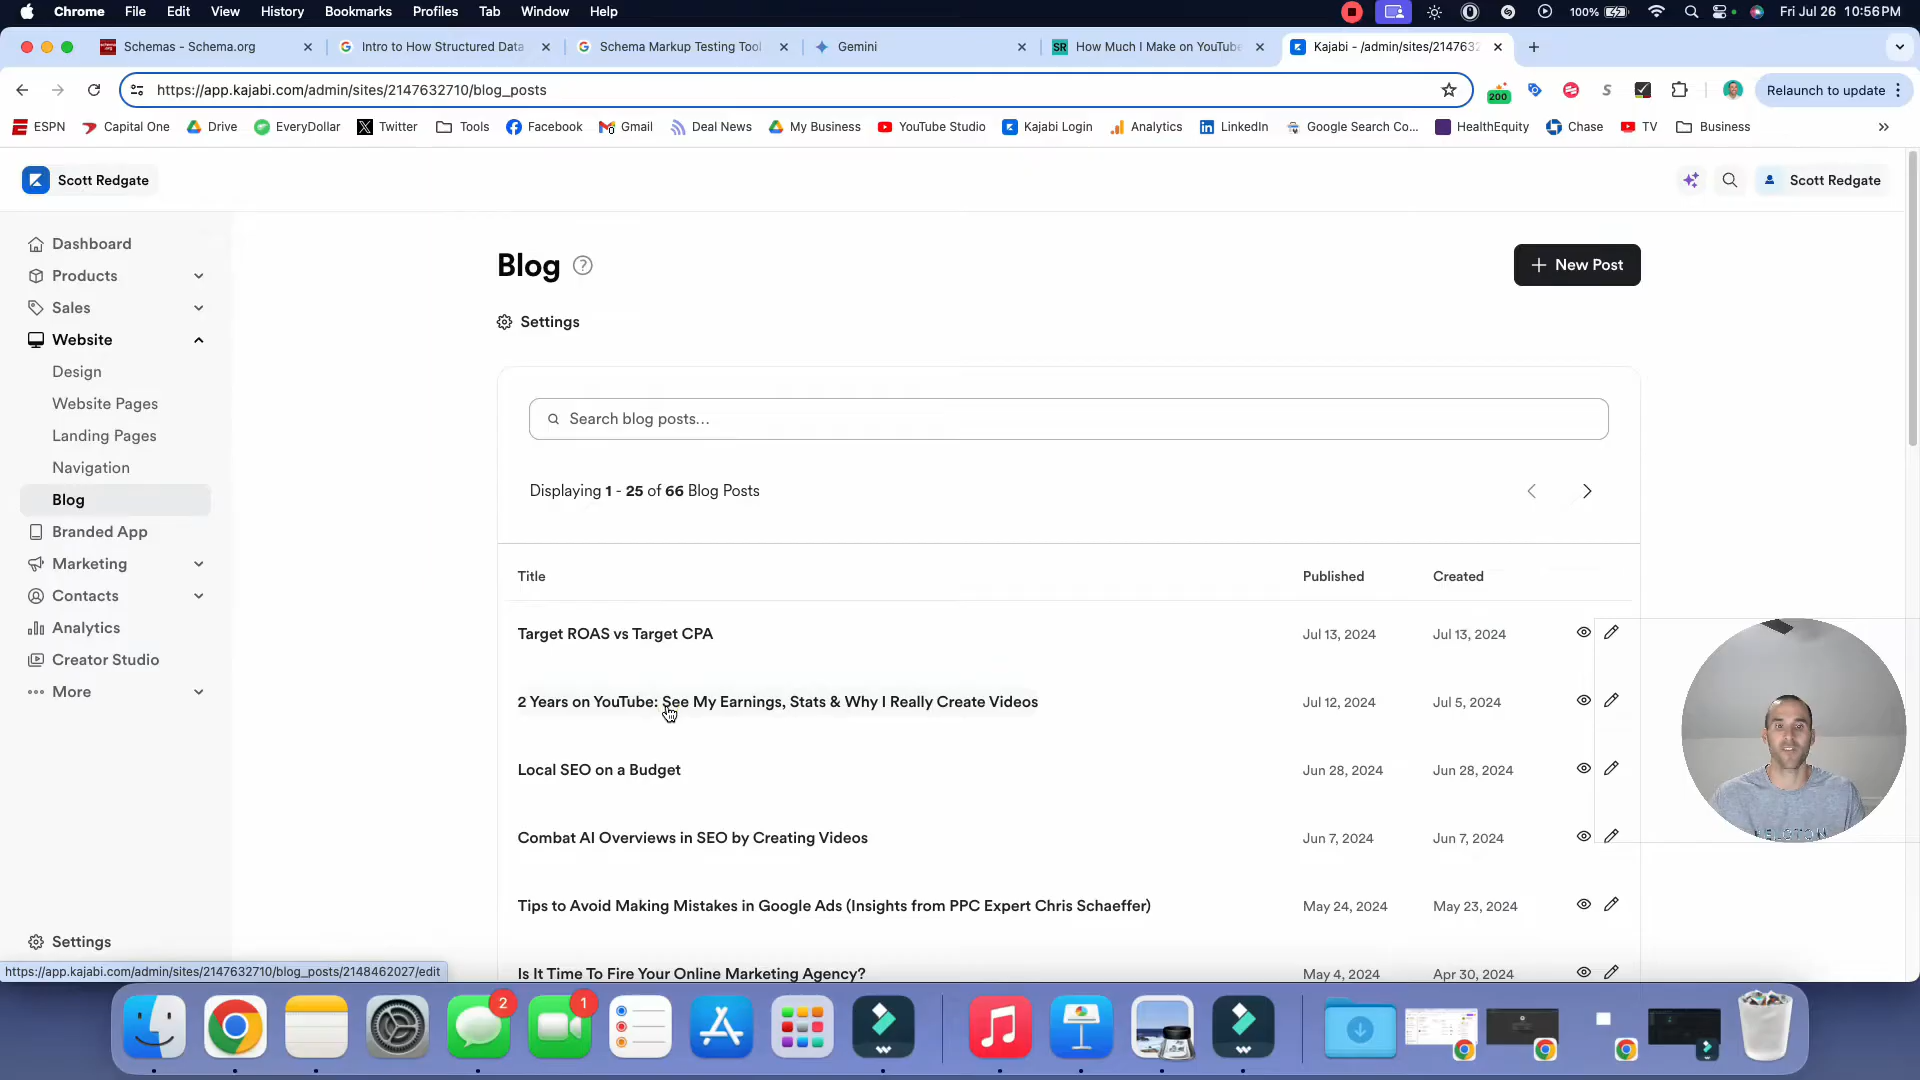 Chrome File Edit View History Bookmarks Profiles Tab Window Help 100% Fri Jul 26 10:56 PM
Schemas - Schema.org
Intro to How Structured Data
Schema Markup Testing Tool
Gemini
SR How Much I Make on YouTube
Kajabi - /admin/sites/2147632
https://app.kajabi.com/admin/sites/2147632710/blog_posts
200
S
Relaunch to update
ESPN Capital One Drive EveryDollar Twitter Tools Facebook Gmail Deal News My Business YouTube Studio Kajabi Login Analytics LinkedIn Google Search Co... HealthEquity Chase TV Business
Scott Redgate
Scott Redgate
Dashboard
Products
Sales
Website
Design
Website Pages
Landing Pages
Navigation
Blog
Branded App
Marketing
Contacts
Analytics
Creator Studio
More
Settings
Blog
+ New Post
Settings
Search blog posts...
Displaying 1 - 25 of 66 Blog Posts
Title Published Created
Target ROAS vs Target CPA Jul 13, 2024 Jul 13, 2024
2 Years on YouTube: See My Earnings, Stats & Why I Really Create Videos Jul 12, 2024 Jul 5, 2024
Local SEO on a Budget Jun 28, 2024 Jun 28, 2024
Combat AI Overviews in SEO by Creating Videos Jun 7, 2024 Jun 7, 2024
Tips to Avoid Making Mistakes in Google Ads (Insights from PPC Expert Chris Schaeffer) May 24, 2024 May 23, 2024
Is It Time To Fire Your Online Marketing Agency? May 4, 2024 Apr 30, 2024
https://app.kajabi.com/admin/sites/2147632710/blog_posts/2148462027/edit
2
1